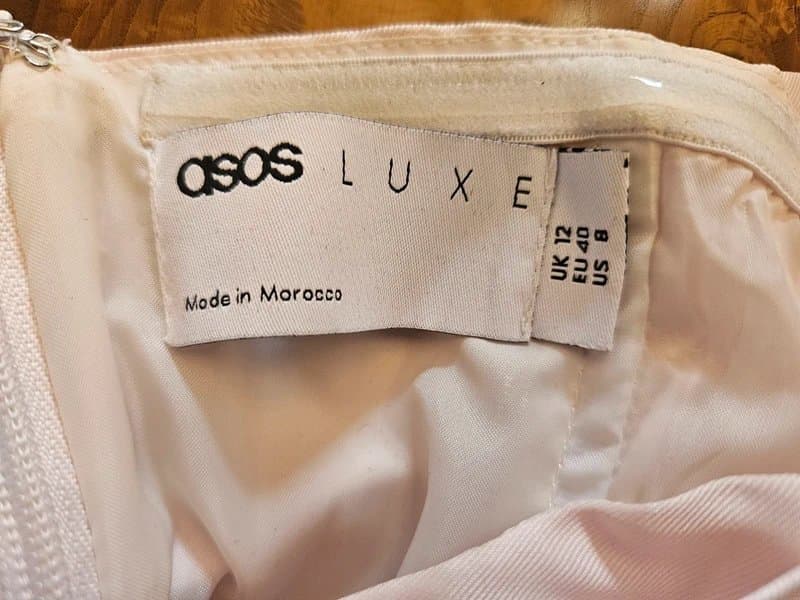 asos LUXE
Made in Morocco
UK 12
EU 40
US 8